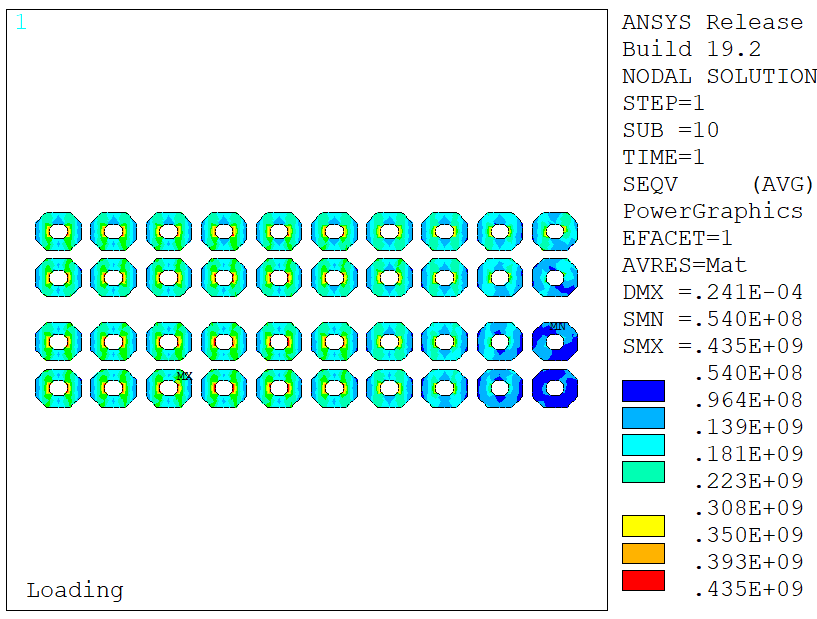 1
ANSYS Release
Build 19.2
NODAL SOLUTION
STEP=1
SUB =10
TIME=1
SEQV (AVG)
PowerGraphics
EFACET=1
AVRES=Mat
DMX =.241E-04
SMN =.540E+08
SMX =.435E+09
.540E+08
.964E+08
.139E+09
.181E+09
.223E+09
.308E+09
.350E+09
.393E+09
.435E+09
MN
MX
Loading